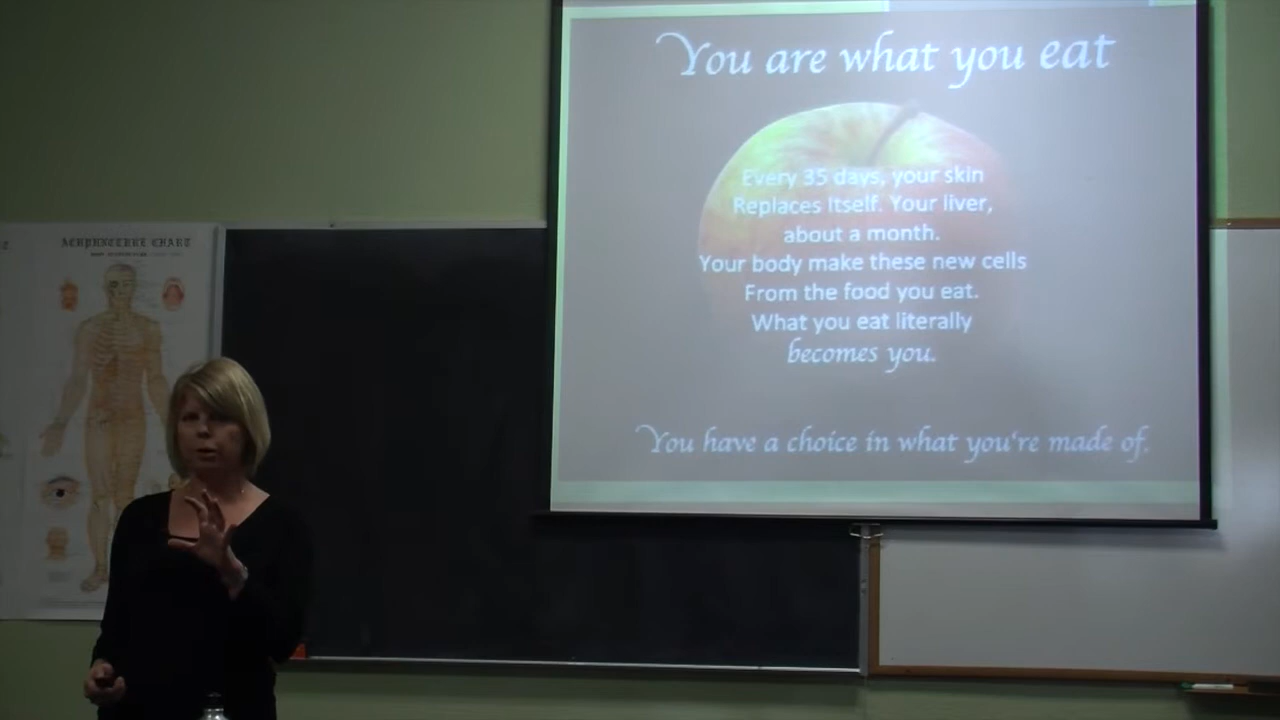 You are what you eat
Every 35 days, your skin
Replaces itself. Your liver,
about a month.
Your body make these new cells
From the food you eat.
What you eat literally
becomes you.
You have a choice in what you're made of.
ACUPUNCTURE CHART